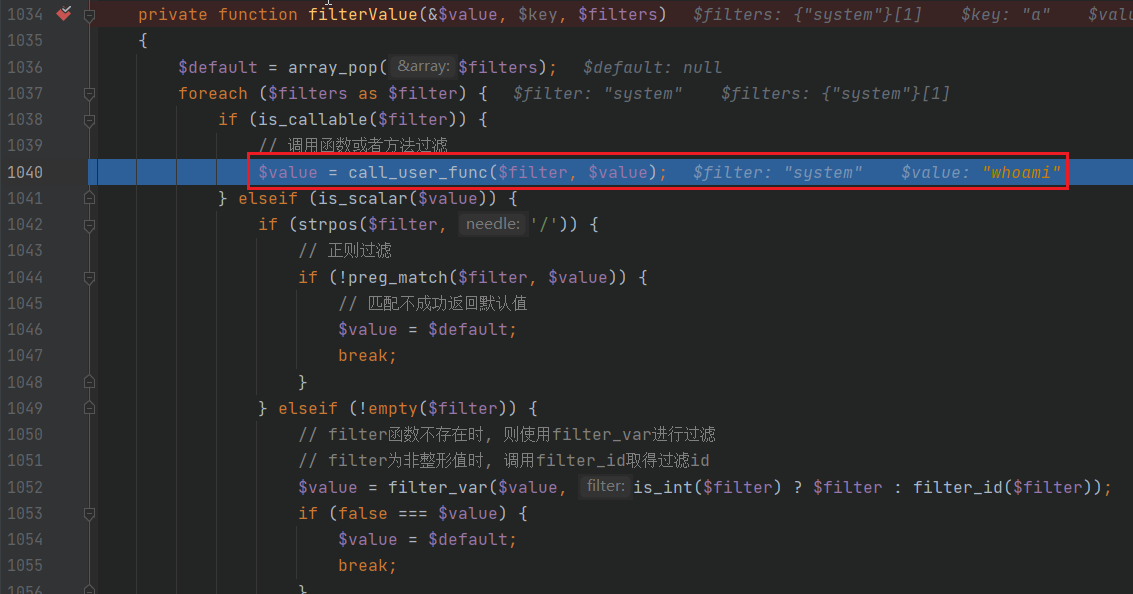 1034 private function filterValue(&$value, $key, $filters) $filters: {"system"}[1] $key: "a"
1035 {
1036 $default = array_pop( &array: $filters); $default: null
1037 foreach ($filters as $filter) { $filter: "system" $filters: {"system"}[1]
1038 if (is_callable($filter)) {
1039 // 调用函数或者方法过滤
1040 $value = call_user_func($filter, $value); $filter: "system" $value: "whoami"
1041 } elseif (is_scalar($value)) {
1042 if (strpos($filter, needle: '/')) {
1043 // 正则过滤
1044 if (!preg_match($filter, $value)) {
1045 // 匹配不成功返回默认值
1046 $value = $default;
1047 break;
1048 }
1049 } elseif (!empty($filter)) {
1050 // filter函数不存在时, 则使用filter_var进行过滤
1051 // filter为非整形值时, 调用filter_id取得过滤id
1052 $value = filter_var($value, filter: is_int($filter) ? $filter : filter_id($filter));
1053 if (false === $value) {
1054 $value = $default;
1055 break;
1056 }